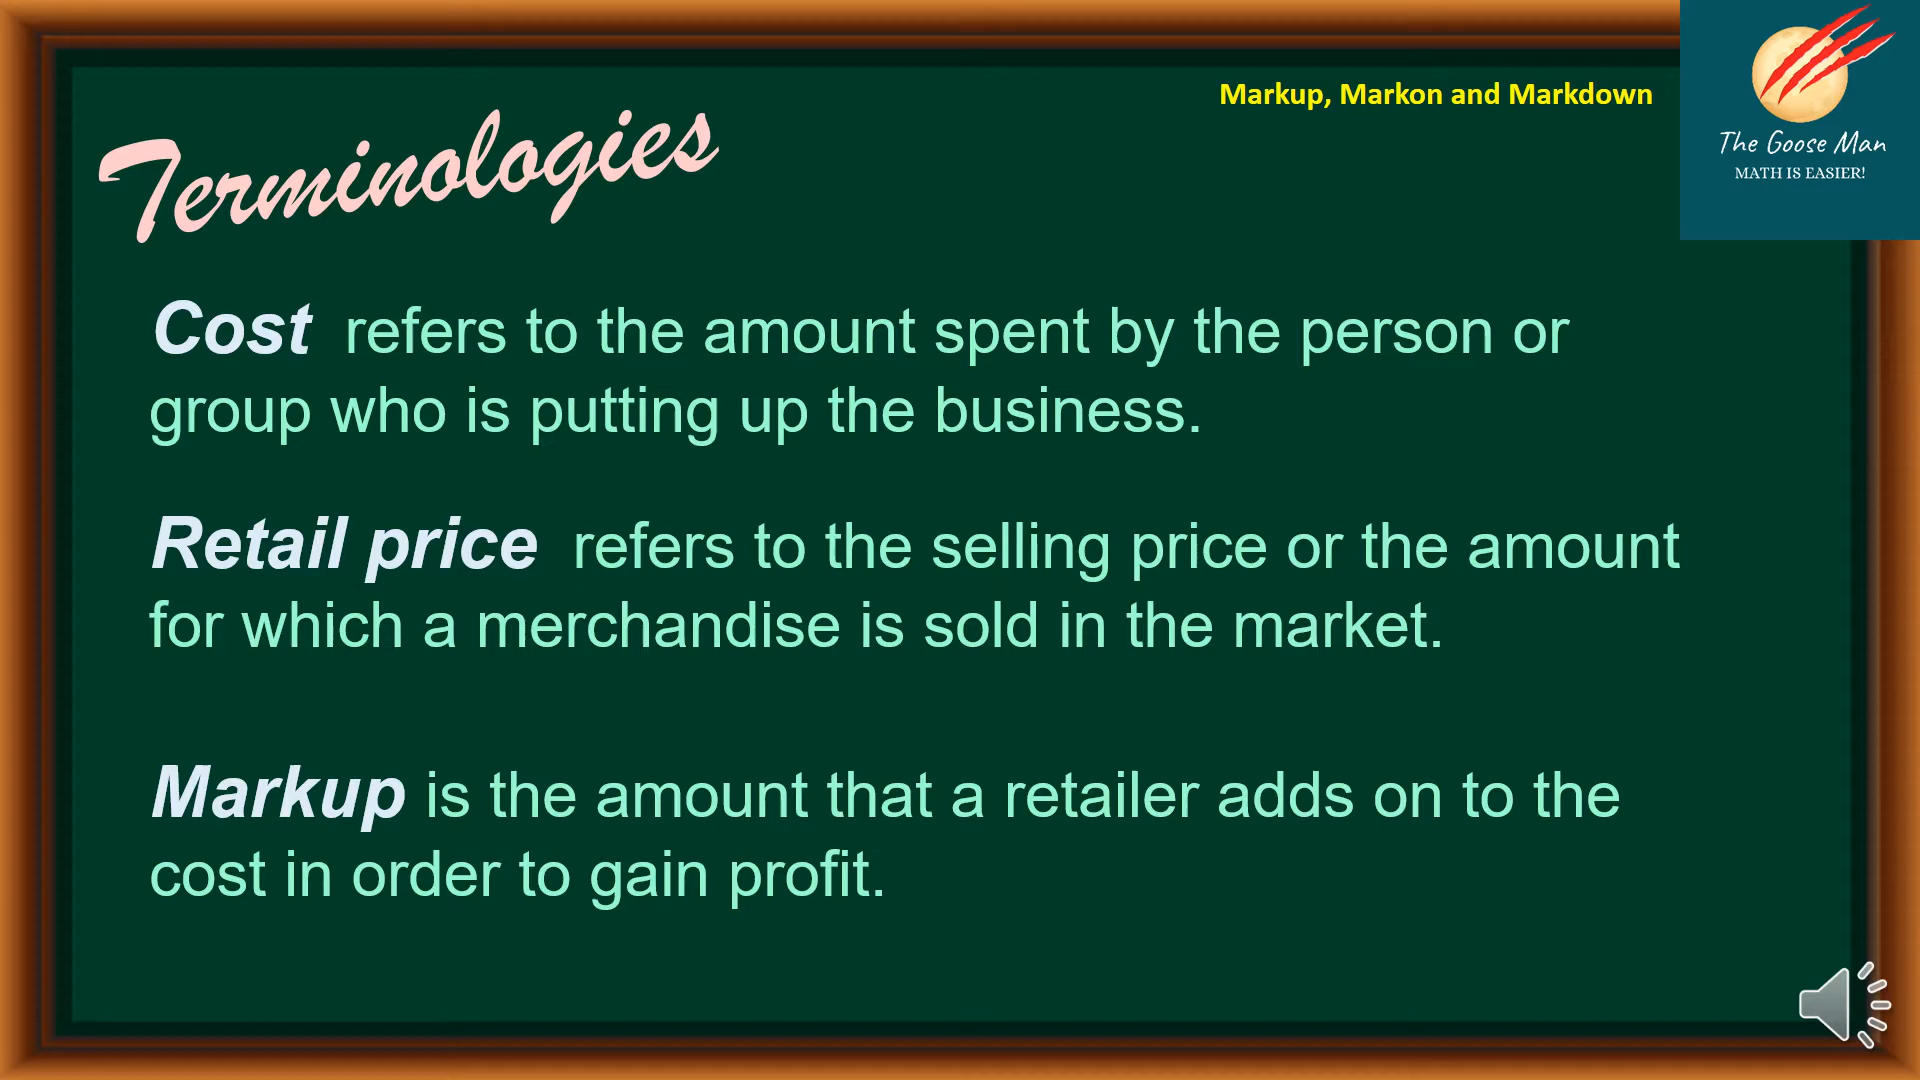 Markup, Markon and Markdown
The Goose Man
MATH IS EASIER!
Terminologies
Cost refers to the amount spent by the person or
group who is putting up the business.
Retail price refers to the selling price or the amount
for which a merchandise is sold in the market.
Markup is the amount that a retailer adds on to the
cost in order to gain profit.